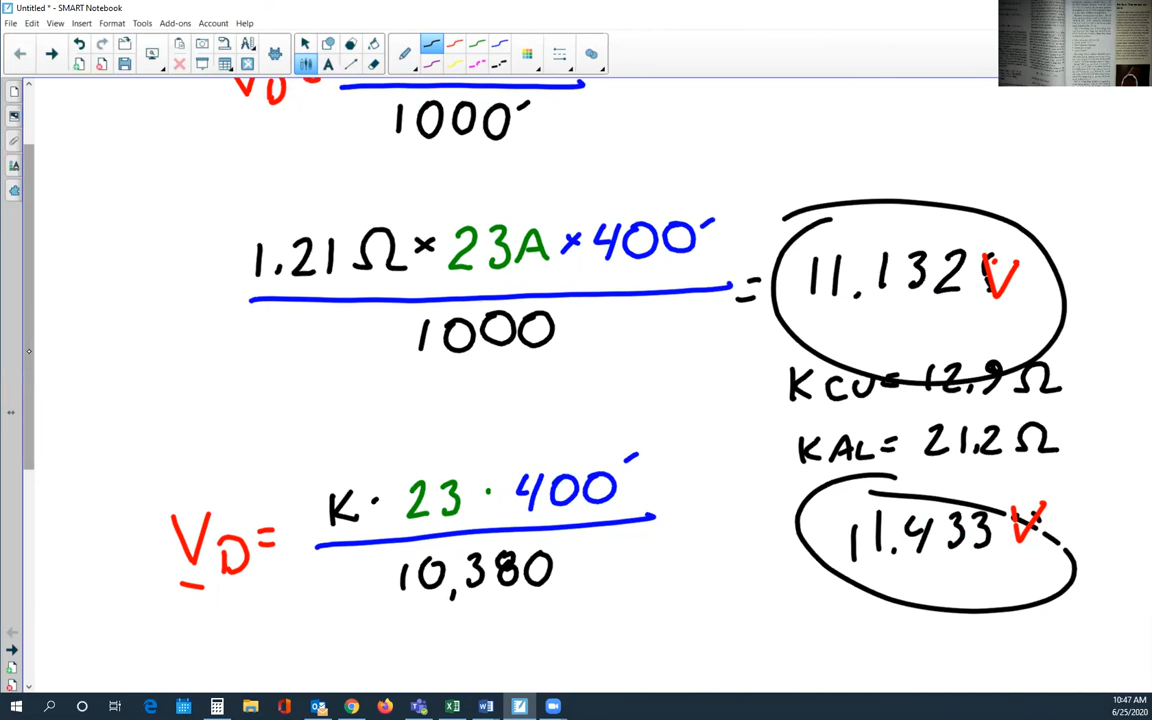 Untitled * - SMART Notebook
File Edit View Insert Format Tools Add-ons Account Help
VD=
1000'
1.21 Ω × 23A × 400'
1000
= 11.132 V
KCU = 12.9 Ω
KAL = 21.2 Ω
VD = K · 23 · 400'
10,380
11.433 V
10:47 AM
6/25/2020